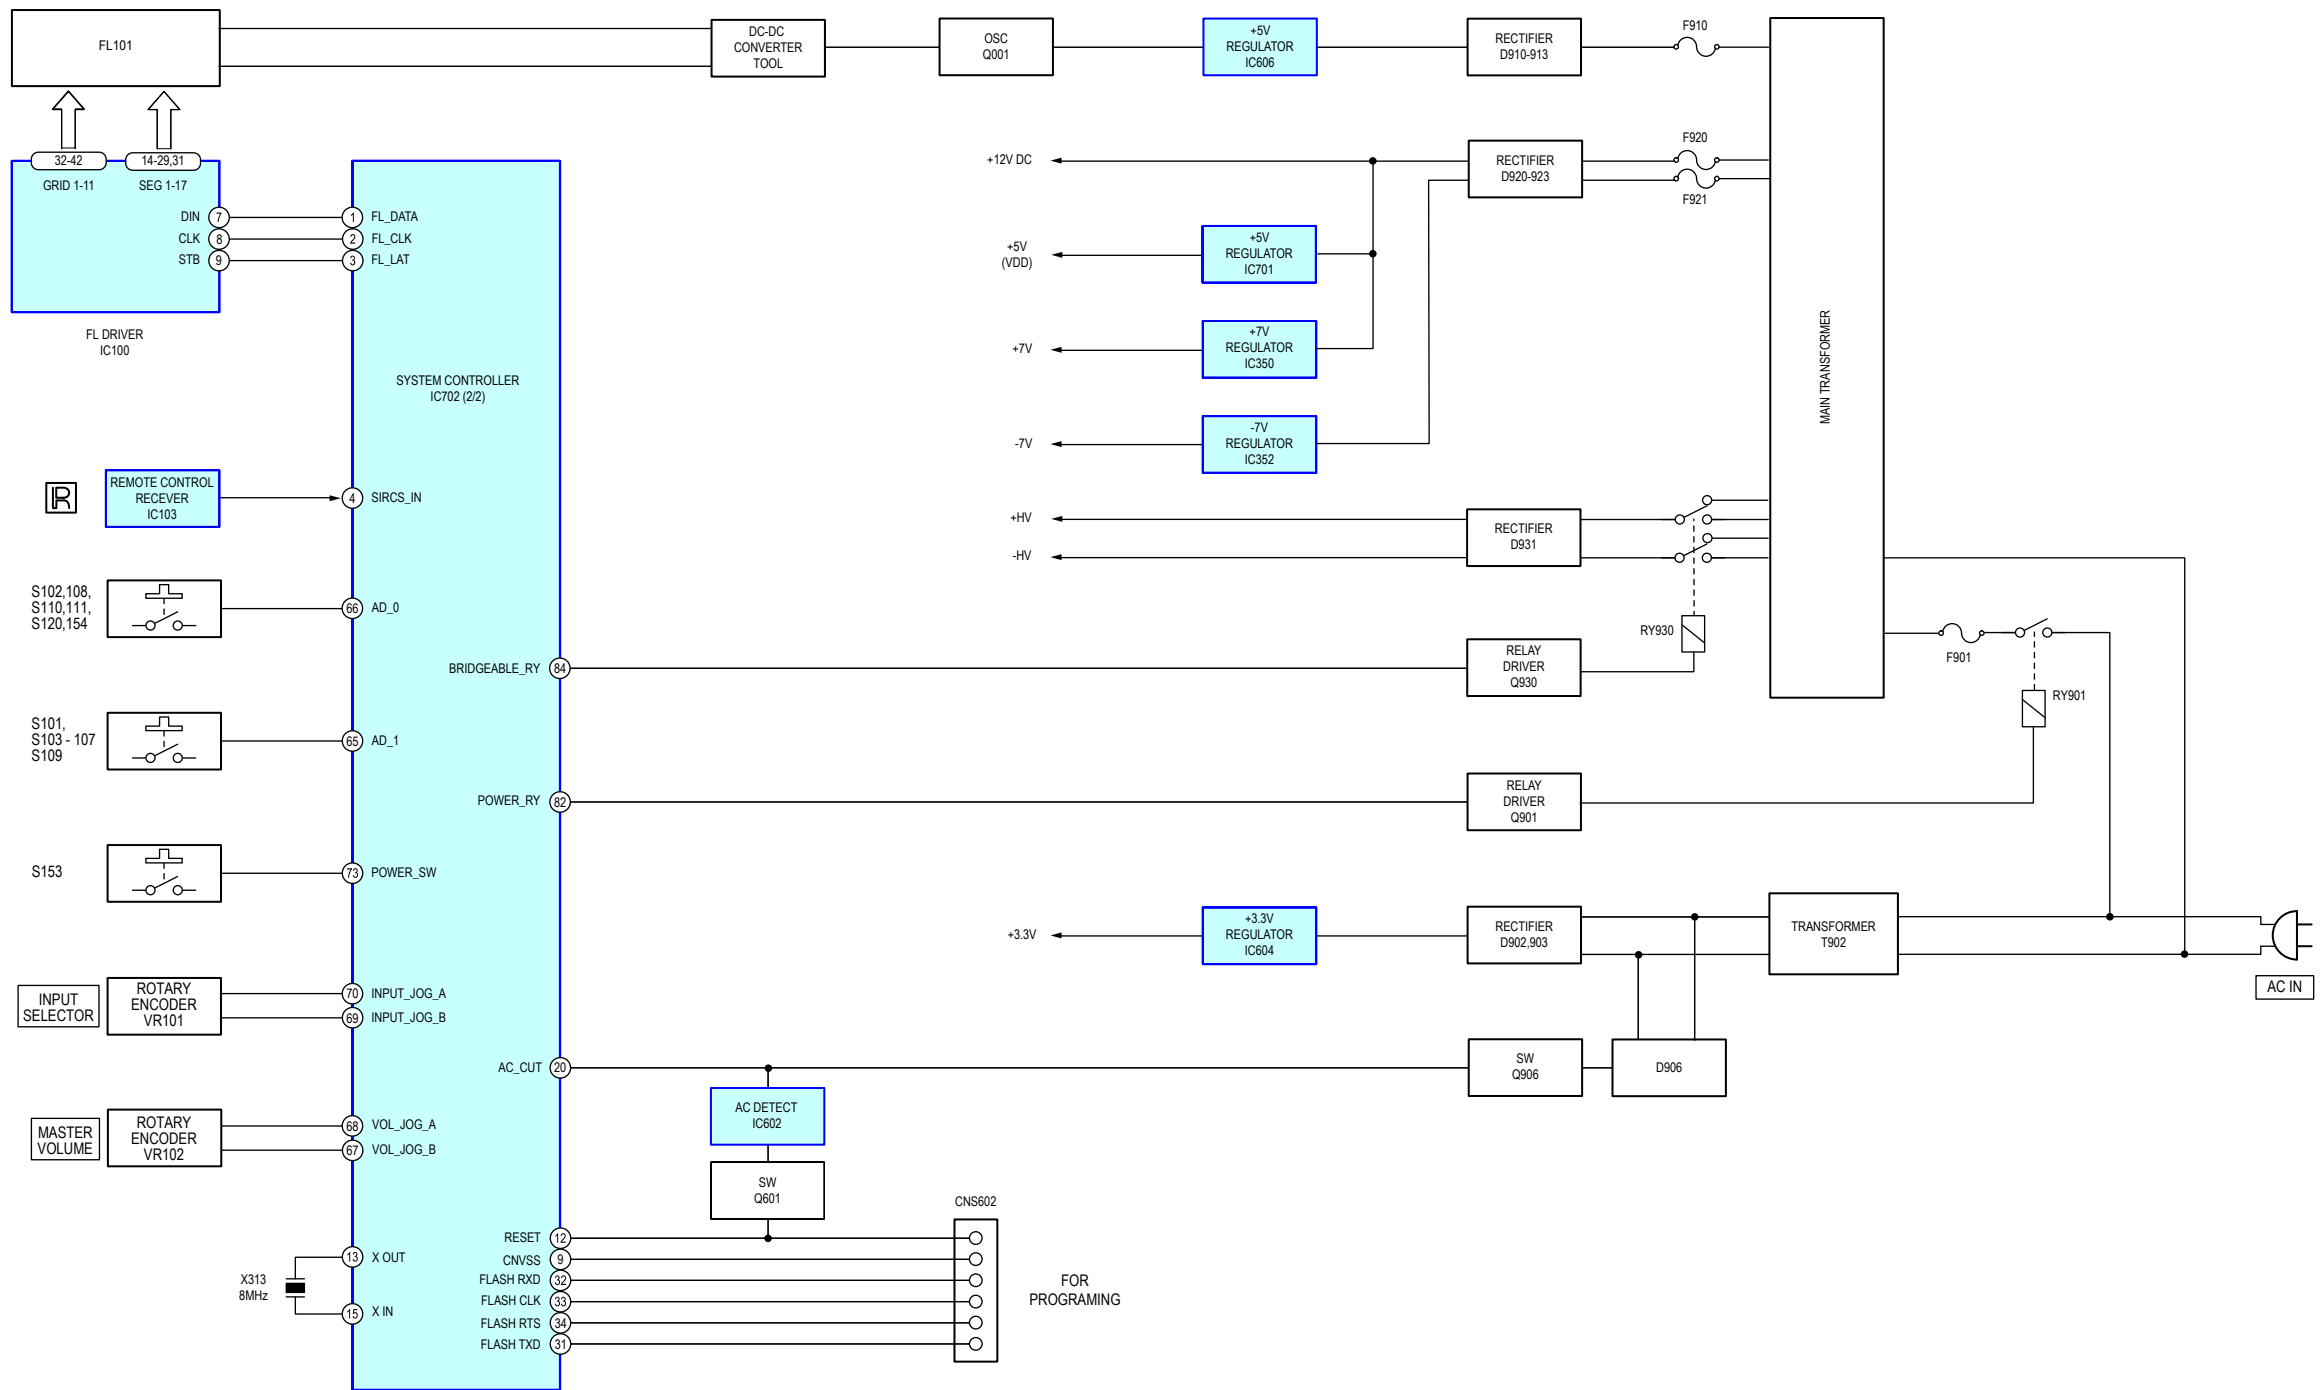 FL101
DC-DC
CONVERTER
TOOL
OSC
Q001
+5V
REGULATOR
IC606
RECTIFIER
D910-913
F910
32-42
14-29,31
GRID 1-11
SEG 1-17
DIN
7
CLK
8
STB
9
FL DRIVER
IC100
1
FL_DATA
2
FL_CLK
3
FL_LAT
SYSTEM CONTROLLER
IC702 (2/2)
+12V DC
RECTIFIER
D920-923
F920
F921
+5V
(VDD)
+5V
REGULATOR
IC701
+7V
+7V
REGULATOR
IC350
-7V
-7V
REGULATOR
IC352
MAIN TRANSFORMER
R
REMOTE CONTROL
RECEVER
IC103
4
SIRCS_IN
+HV
-HV
RECTIFIER
D931
S102,108,
S110,111,
S120,154
66
AD_0
BRIDGEABLE_RY
84
RELAY
DRIVER
Q930
RY930
F901
RY901
S101,
S103 - 107
S109
65
AD_1
POWER_RY
82
RELAY
DRIVER
Q901
S153
73
POWER_SW
+3.3V
+3.3V
REGULATOR
IC604
RECTIFIER
D902,903
TRANSFORMER
T902
AC IN
INPUT
SELECTOR
ROTARY
ENCODER
VR101
70
INPUT_JOG_A
69
INPUT_JOG_B
AC_CUT
20
SW
Q906
D906
AC DETECT
IC602
MASTER
VOLUME
ROTARY
ENCODER
VR102
68
VOL_JOG_A
67
VOL_JOG_B
SW
Q601
CNS602
X313
8MHz
13
X OUT
15
X IN
RESET
12
CNVSS
9
FLASH RXD
32
FLASH CLK
33
FLASH RTS
34
FLASH TXD
31
FOR
PROGRAMING